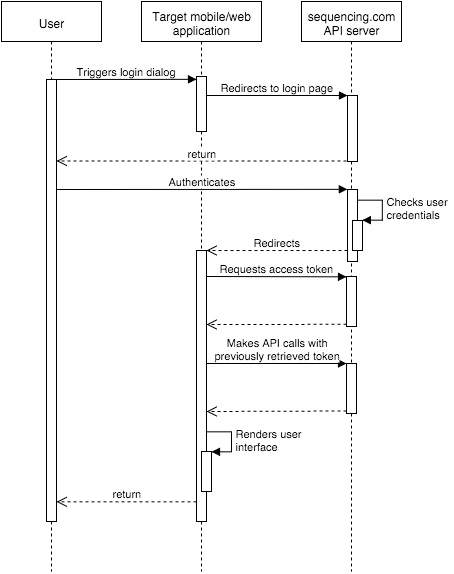 User
Target mobile/web
application
sequencing.com
API server
Triggers login dialog
Redirects to login page
return
Authenticates
Checks user
credentials
Redirects
Requests access token
Makes API calls with
previously retrieved token
Renders user
interface
return